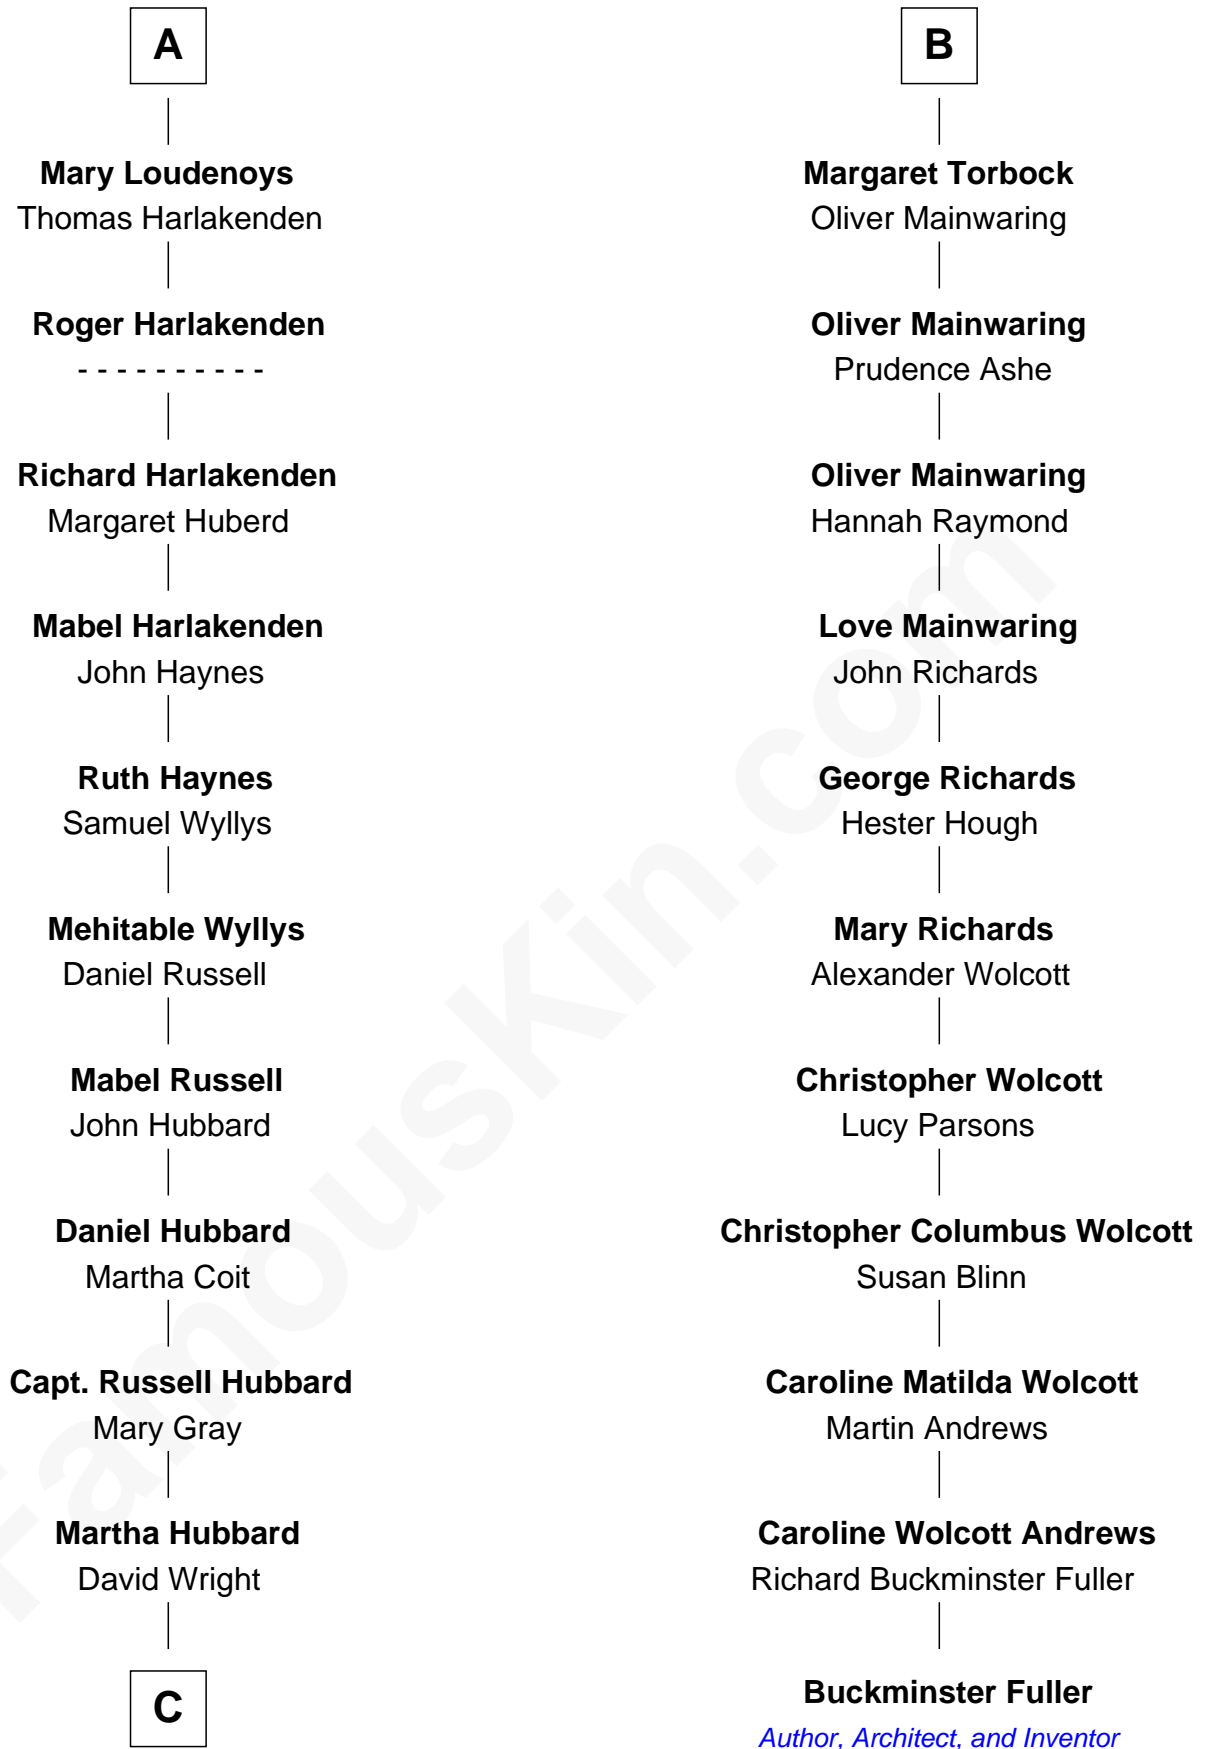 A
Mary Loudenoys
Thomas Harlakenden
Roger Harlakenden
- - - - - - - - - -
Richard Harlakenden
Margaret Huberd
Mabel Harlakenden
John Haynes
Ruth Haynes
Samuel Wyllys
Mehitable Wyllys
Daniel Russell
Mabel Russell
John Hubbard
Daniel Hubbard
Martha Coit
Capt. Russell Hubbard
Mary Gray
Martha Hubbard
David Wright
C
B
Margaret Torbock
Oliver Mainwaring
Oliver Mainwaring
Prudence Ashe
Oliver Mainwaring
Hannah Raymond
Love Mainwaring
John Richards
George Richards
Hester Hough
Mary Richards
Alexander Wolcott
Christopher Wolcott
Lucy Parsons
Christopher Columbus Wolcott
Susan Blinn
Caroline Matilda Wolcott
Martin Andrews
Caroline Wolcott Andrews
Richard Buckminster Fuller
Buckminster Fuller
Author, Architect, and Inventor
FamousKin.com